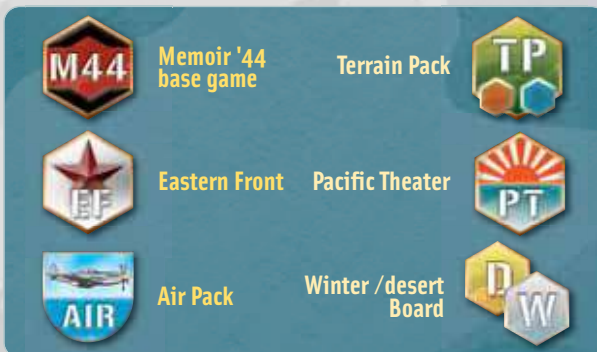 M44
Memoir '44
base game
Terrain Pack
TP
EF
Eastern Front
Pacific Theater
PT
AIR
Air Pack
Winter /desert
Board
D
W